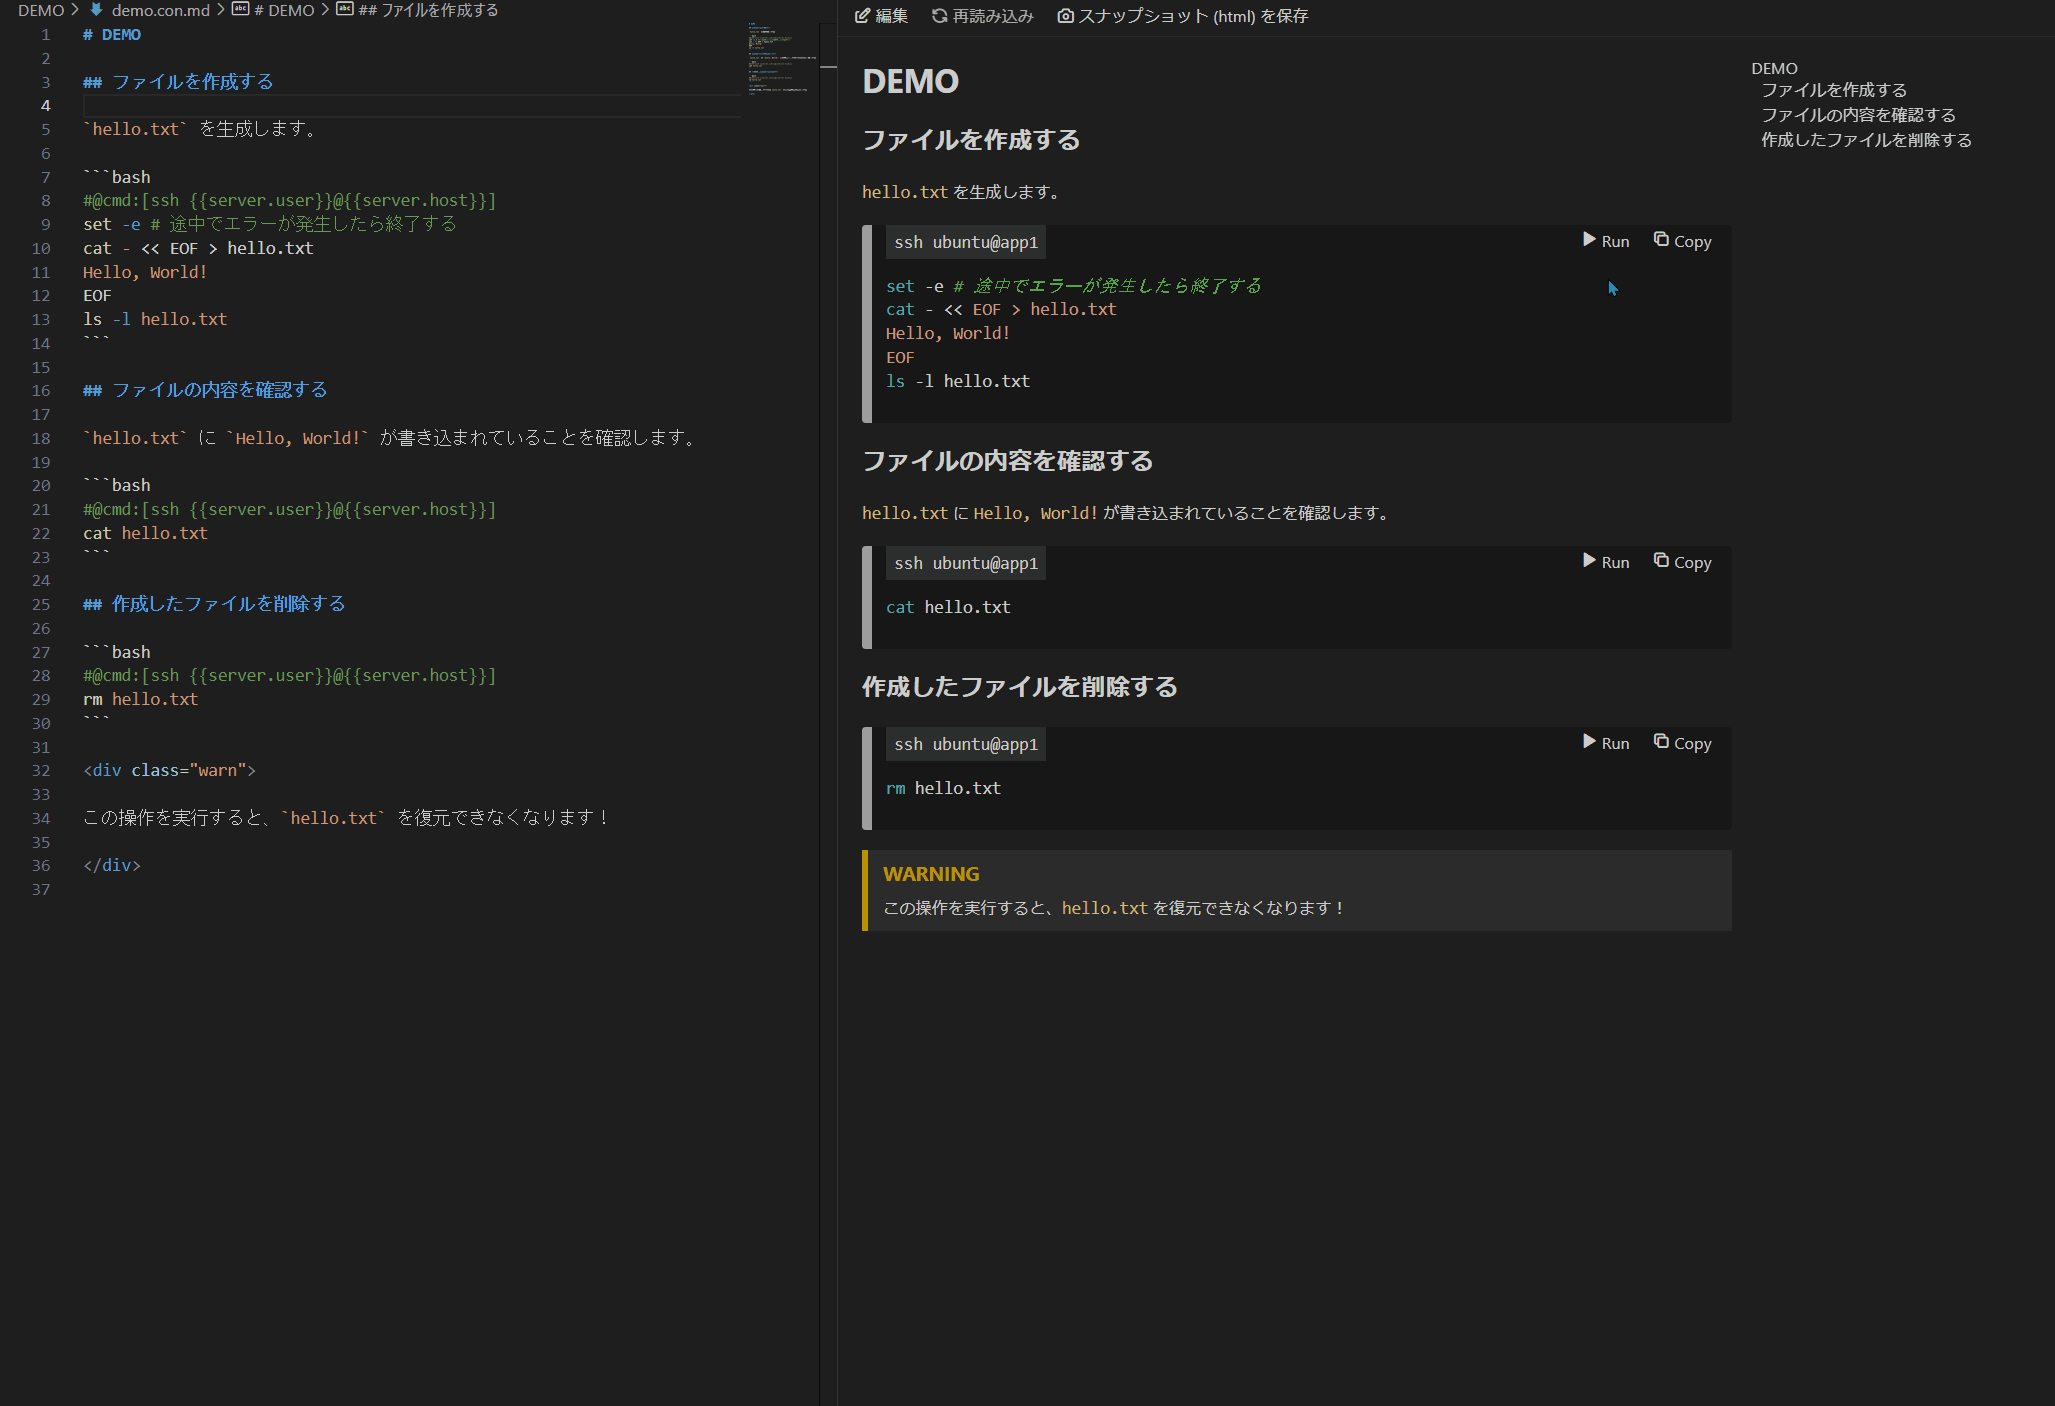 DEMO > demo.con.md > # DEMO > ## ファイルを作成する
1 # DEMO
2
3 ## ファイルを作成する
4
5 `hello.txt` を生成します。
6
7 ```bash
8 #@cmd:[ssh {{server.user}}@{{server.host}}]
9 set -e # 途中でエラーが発生したら終了する
10 cat - << EOF > hello.txt
11 Hello, World!
12 EOF
13 ls -l hello.txt
14 ```
15
16 ## ファイルの内容を確認する
17
18 `hello.txt` に `Hello, World!` が書き込まれていることを確認します。
19
20 ```bash
21 #@cmd:[ssh {{server.user}}@{{server.host}}]
22 cat hello.txt
23 ```
24
25 ## 作成したファイルを削除する
26
27 ```bash
28 #@cmd:[ssh {{server.user}}@{{server.host}}]
29 rm hello.txt
30 ```
31
32 <div class="warn">
33
34 この操作を実行すると、`hello.txt` を復元できなくなります！
35
36 </div>
37
編集 再読み込み スナップショット (html) を保存
DEMO
ファイルを作成する
hello.txt を生成します。
ssh ubuntu@app1 Run Copy
set -e # 途中でエラーが発生したら終了する
cat - << EOF > hello.txt
Hello, World!
EOF
ls -l hello.txt
ファイルの内容を確認する
hello.txt に Hello, World! が書き込まれていることを確認します。
ssh ubuntu@app1 Run Copy
cat hello.txt
作成したファイルを削除する
ssh ubuntu@app1 Run Copy
rm hello.txt
WARNING
この操作を実行すると、hello.txt を復元できなくなります！
DEMO
ファイルを作成する
ファイルの内容を確認する
作成したファイルを削除する